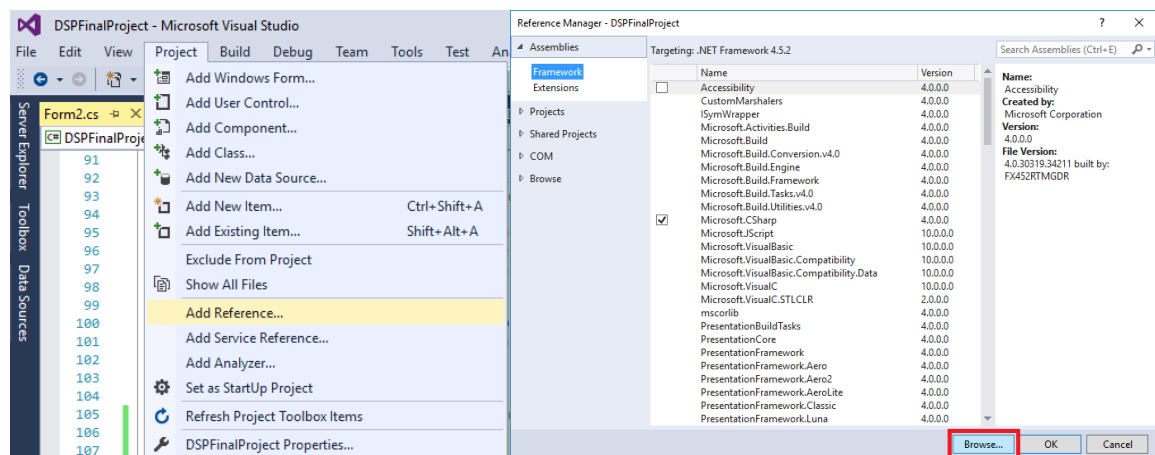 DSPFinalProject - Microsoft Visual Studio
File Edit View Project Build Debug Team Tools Test An
Server Explorer
Toolbox
Data Sources
Form2.cs
C# DSPFinalProje
91
92
93
94
95
96
97
98
99
100
101
102
103
104
105
106
107
Add Windows Form...
Add User Control...
Add Component...
Add Class...
Add New Data Source...
Add New Item... Ctrl+Shift+A
Add Existing Item... Shift+Alt+A
Exclude From Project
Show All Files
Add Reference...
Add Service Reference...
Add Analyzer...
Set as StartUp Project
Refresh Project Toolbox Items
DSPFinalProject Properties...
Reference Manager - DSPFinalProject
Assemblies
Framework
Extensions
Projects
Shared Projects
COM
Browse
Targeting: .NET Framework 4.5.2
Search Assemblies (Ctrl+E)
Name Version
Accessibility 4.0.0.0
CustomMarshalers 4.0.0.0
ISymWrapper 4.0.0.0
Microsoft.Activities.Build 4.0.0.0
Microsoft.Build 4.0.0.0
Microsoft.Build.Conversion.v4.0 4.0.0.0
Microsoft.Build.Engine 4.0.0.0
Microsoft.Build.Framework 4.0.0.0
Microsoft.Build.Tasks.v4.0 4.0.0.0
Microsoft.Build.Utilities.v4.0 4.0.0.0
Microsoft.CSharp 4.0.0.0
Microsoft.JScript 10.0.0.0
Microsoft.VisualBasic 10.0.0.0
Microsoft.VisualBasic.Compatibility 10.0.0.0
Microsoft.VisualBasic.Compatibility.Data 10.0.0.0
Microsoft.VisualC 10.0.0.0
Microsoft.VisualC.STLCLR 2.0.0.0
mscorlib 4.0.0.0
PresentationBuildTasks 4.0.0.0
PresentationCore 4.0.0.0
PresentationFramework 4.0.0.0
PresentationFramework.Aero 4.0.0.0
PresentationFramework.Aero2 4.0.0.0
PresentationFramework.AeroLite 4.0.0.0
PresentationFramework.Classic 4.0.0.0
PresentationFramework.Luna 4.0.0.0
Name:
Accessibility
Created by:
Microsoft Corporation
Version:
4.0.0.0
File Version:
4.0.30319.34211 built by:
FX452RTMGDR
Browse... OK Cancel